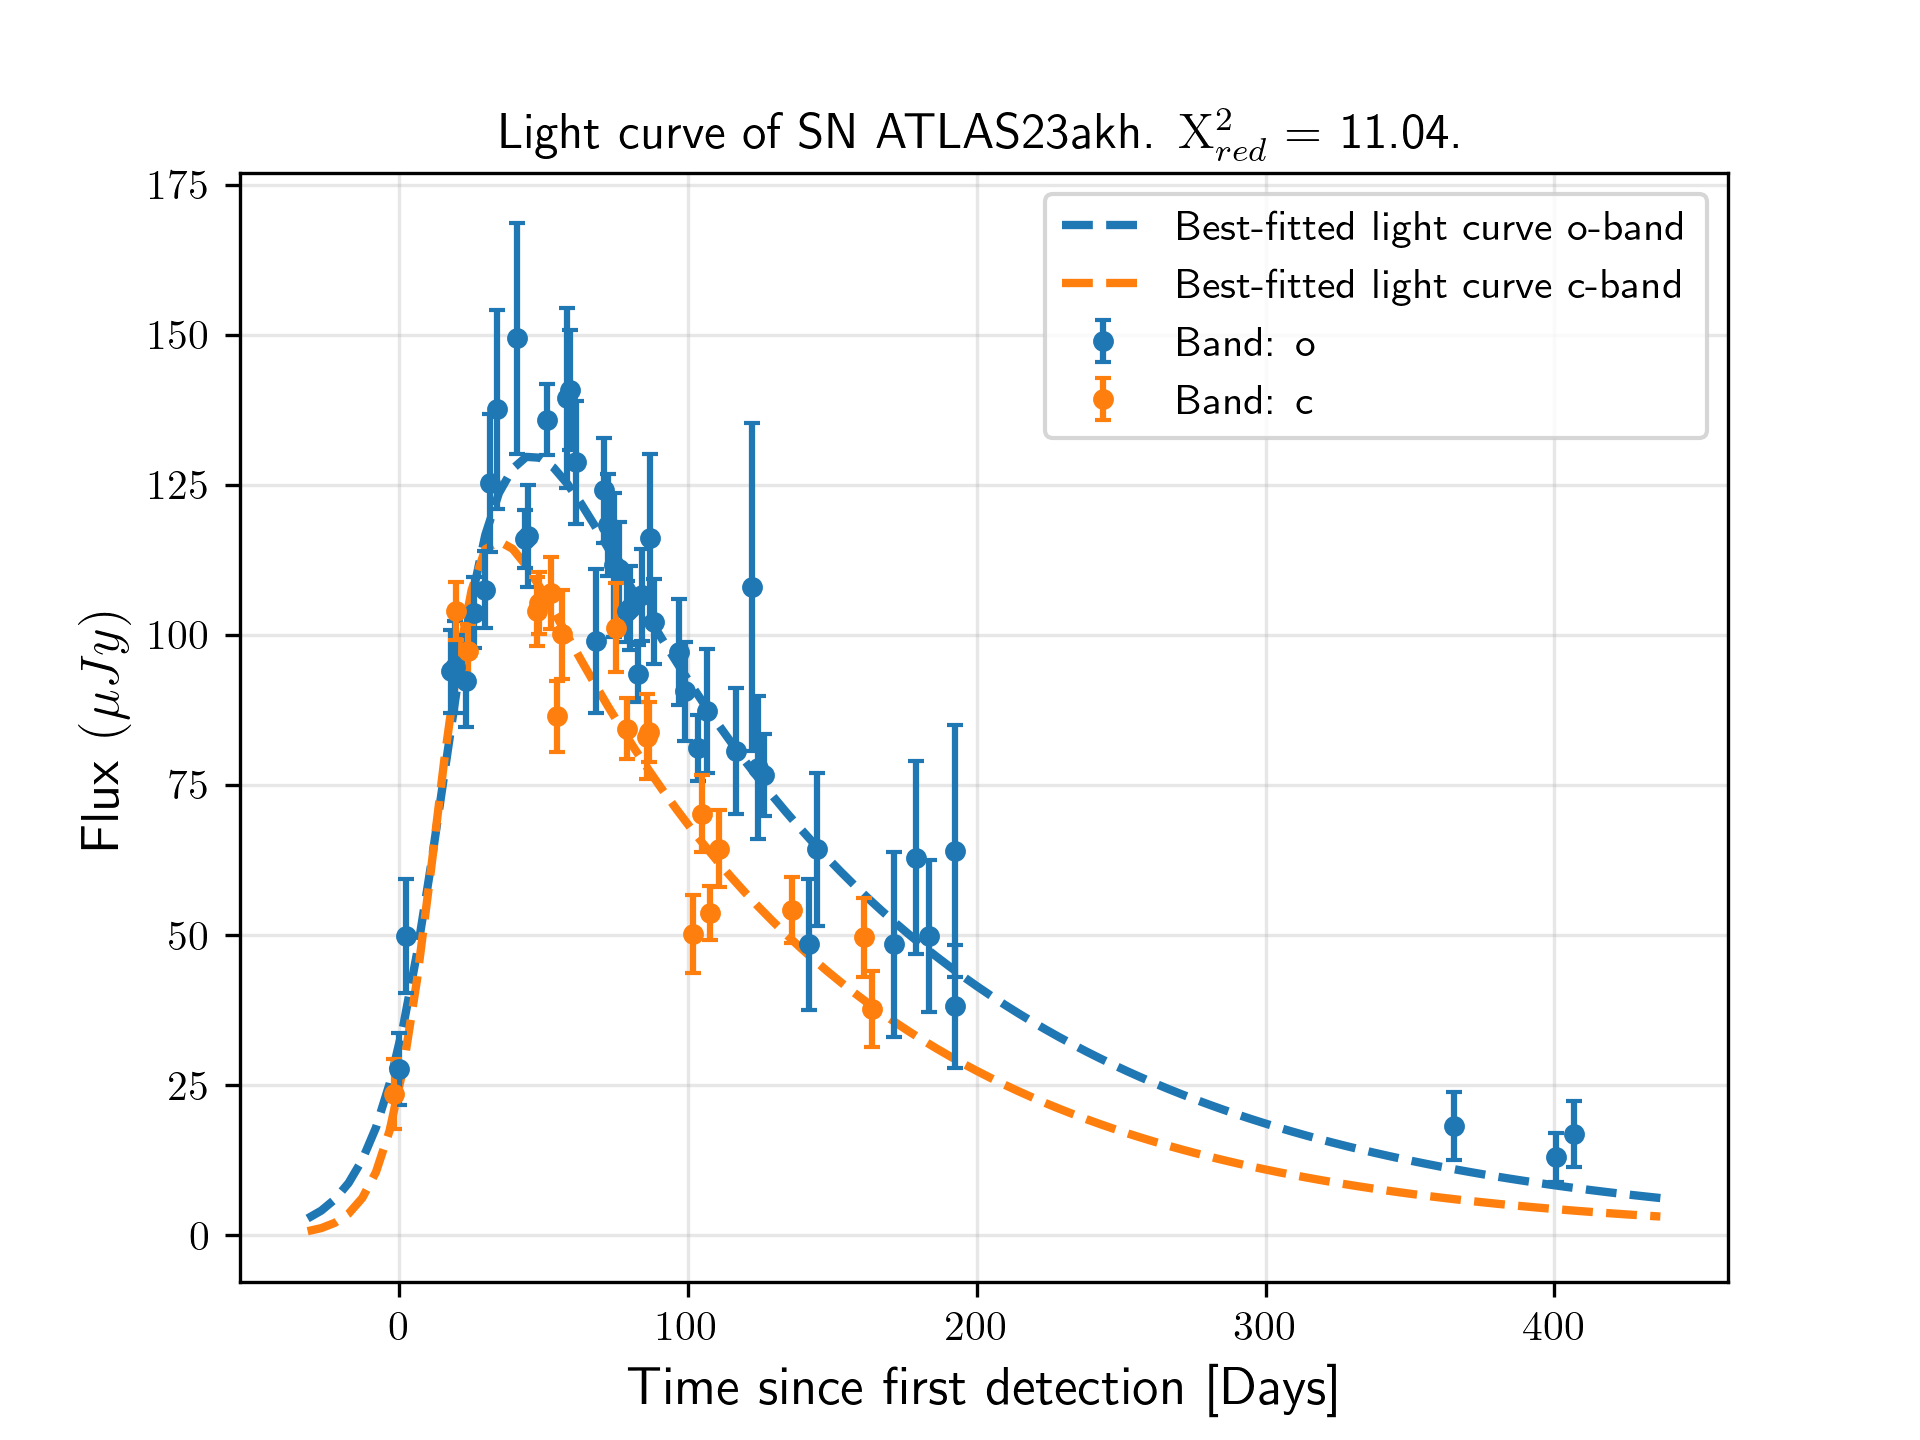 Light curve of SN ATLAS23akh. X²_red = 11.04.
Best-fitted light curve o-band
Best-fitted light curve c-band
Band: o
Band: c
Flux (μJy)
175
150
125
100
75
50
25
0
0 100 200 300 400
Time since first detection [Days]